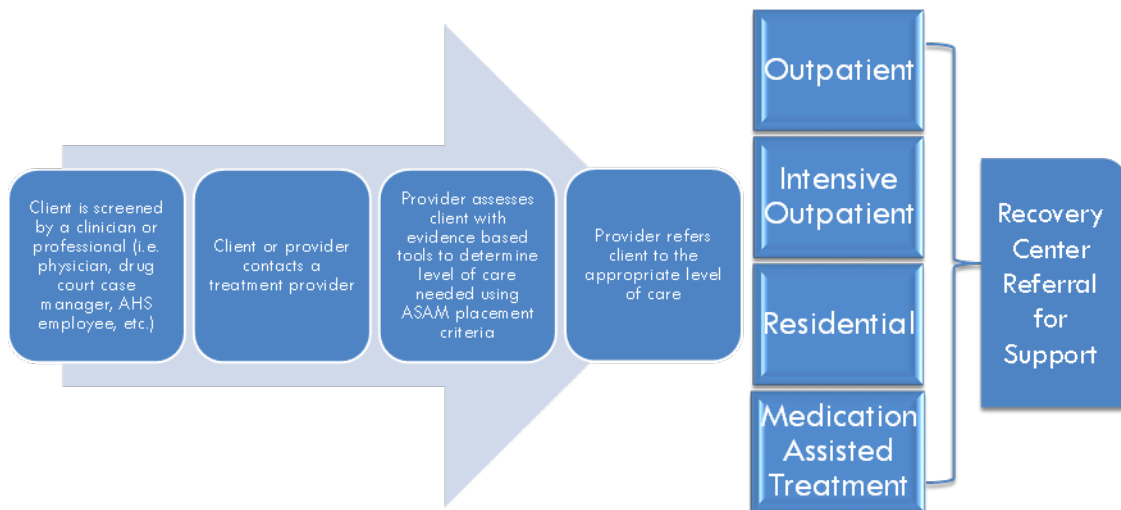 Client is screened
by a clinician or
professional (i.e.
physician, drug
court case
manager, AHS
employee, etc.)
Client or provider
contacts a
treatment provider
Provider assesses
client with
evidence based
tools to determine
level of care
needed using
ASAM placement
criteria
Provider refers
client to the
appropriate level
of care
Outpatient
Intensive
Outpatient
Residential
Medication
Assisted
Treatment
Recovery
Center
Referral
for
Support